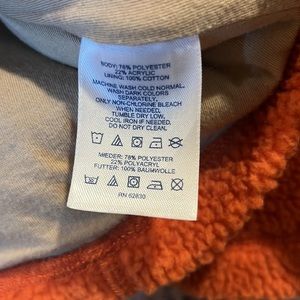 BODY: 78% POLYESTER
22% ACRYLIC
LINING: 100% COTTON
MACHINE WASH COLD NORMAL,
WASH DARK COLORS
SEPARATELY,
ONLY NON-CHLORINE BLEACH
WHEN NEEDED,
TUMBLE DRY LOW,
COOL IRON IF NEEDED.
DO NOT DRY CLEAN.
MIEDER: 78% POLYESTER
22% POLYACRYL
FUTTER: 100% BAUMWOLLE
RN 62830